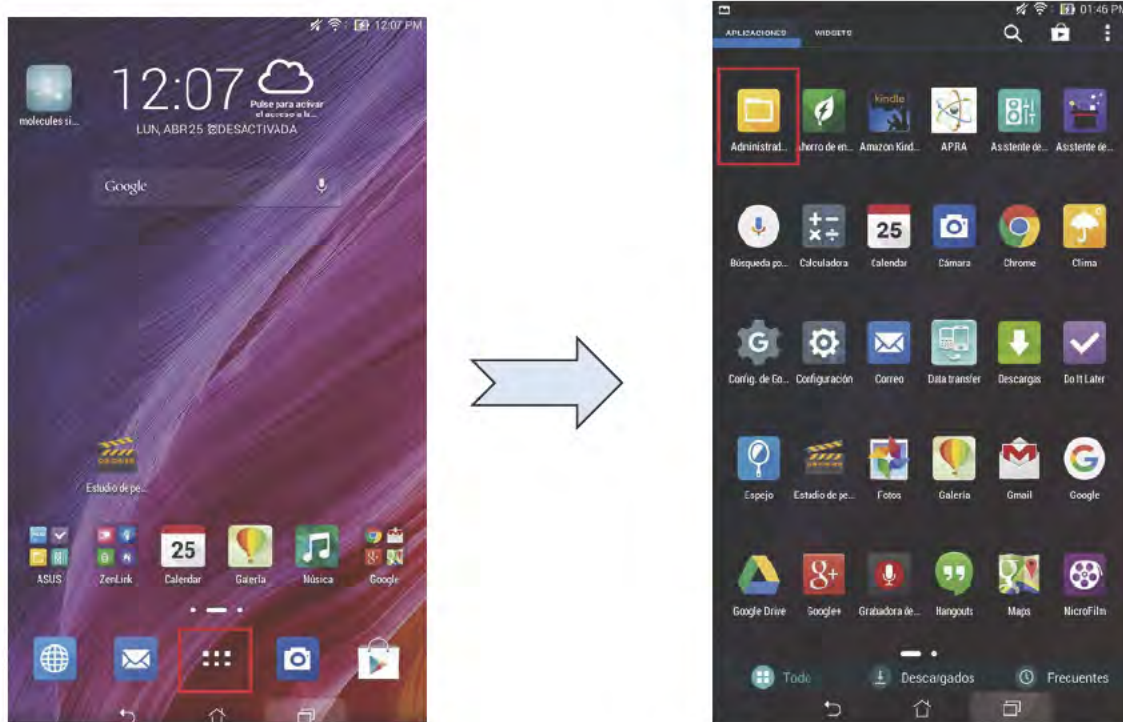 12:07 PM
12:07
Pulse para activar
el acceso a la...
LUN, ABR 25 DESACTIVADA
molecules si...
Google
Estudio de pe...
25
ASUS ZenLink Calendar Galería Música Google
01:46 PM
APLICACIONES WIDGETS
kindle
Administrad... Ahorro de en... Amazon Kind... APRA Asistente de... Asistente de...
25
Búsqueda po... Calculadora Calendar Cámara Chrome Clima
G
Config. de Go... Configuración Correo Data transfer Descargas Do It Later
G
Espejo Estudio de pe... Fotos Galería Gmail Google
g+
Google Drive Google+ Grabadora de... Hangouts Maps MicroFilm
Todo Descargados Frecuentes